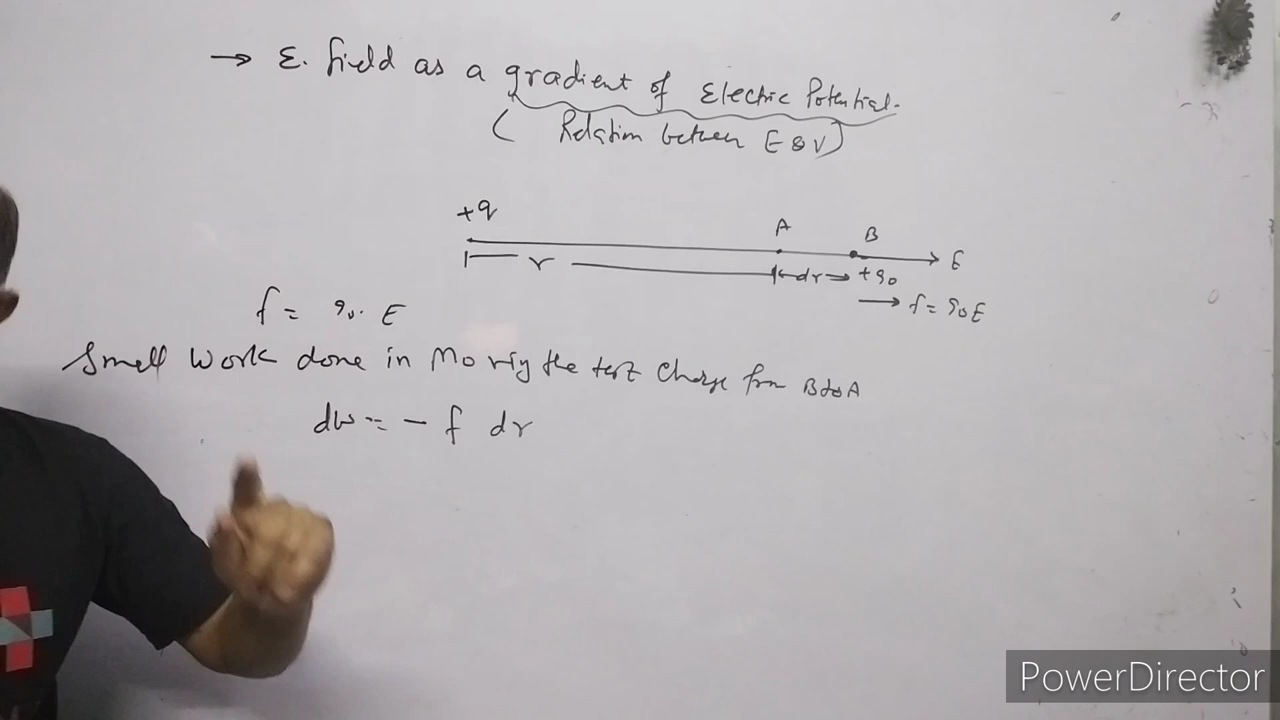 → E. field as a gradient of Electric Potential.
( Relation between E & V)
+q A B E
r dr +q₀
f = q₀E
f = q₀. E
Small Work done in Moving the test Charge from B to A
dW = - f dr
PowerDirector